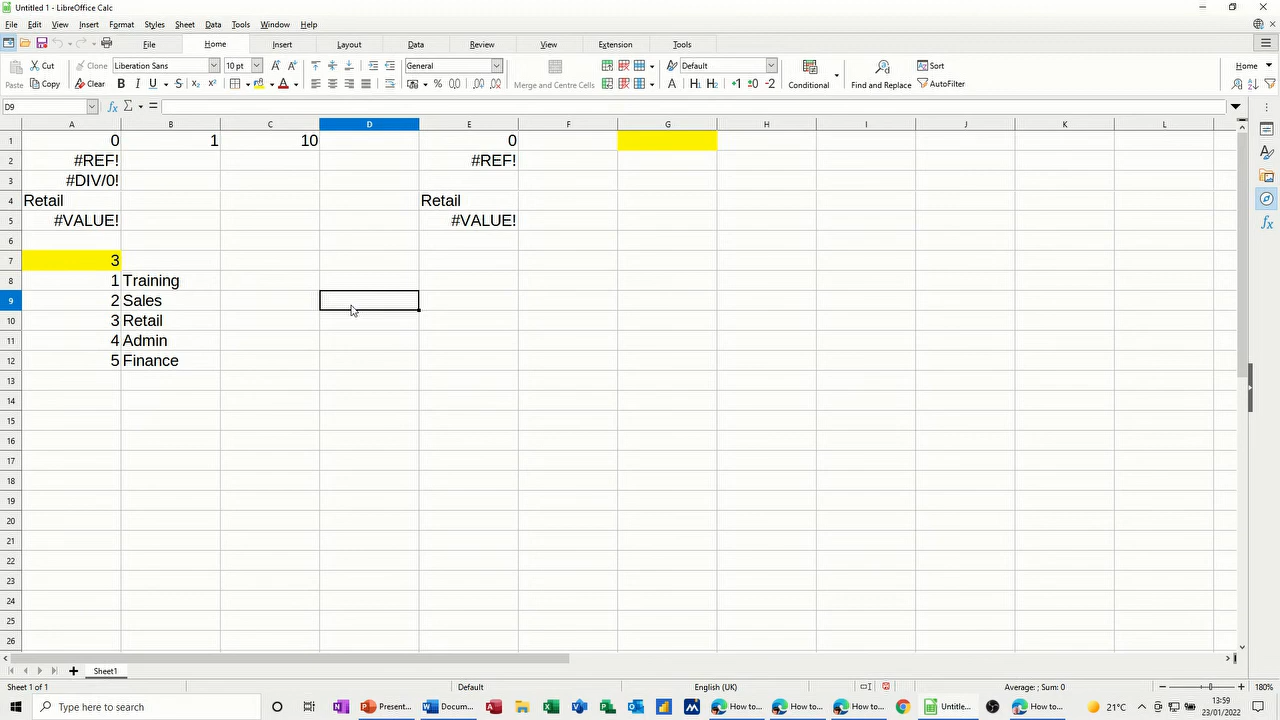 Untitled 1 - LibreOffice Calc
File Edit View Insert Format Styles Sheet Data Tools Window Help
File Home Insert Layout Data Review View Extension Tools
Paste Cut Copy Clone Clear Liberation Sans 10 pt General Merge and Centre Cells Default Conditional Find and Replace Sort AutoFilter Home
D9
A B C D E F G H I J K L
1 0 1 10 0
2 #REF! #REF!
3 #DIV/0!
4 Retail Retail
5 #VALUE! #VALUE!
6
7 3
8 1 Training
9 2 Sales
10 3 Retail
11 4 Admin
12 5 Finance
13
14
15
16
17
18
19
20
21
22
23
24
25
26
Sheet1
Sheet 1 of 1 Default English (UK) Average: ; Sum: 0 180%
Type here to search Present... Docum... How to... How to... How to... Untitle... How to... 21°C 13:59
23/01/2022